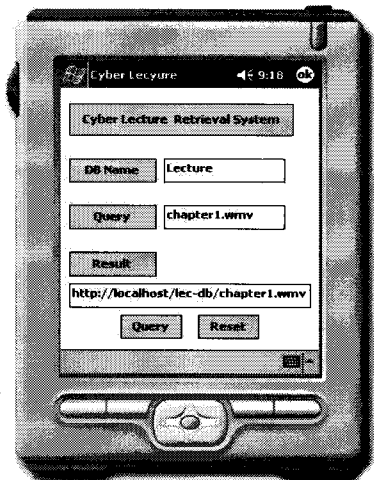 Cyber Lecyure 9:18 ok
Cyber Lecture Retrieval System
DB Name Lecture
Query chapter1.wmv
Result
http://localhost/lec-db/chapter1.wmv
Query Reset